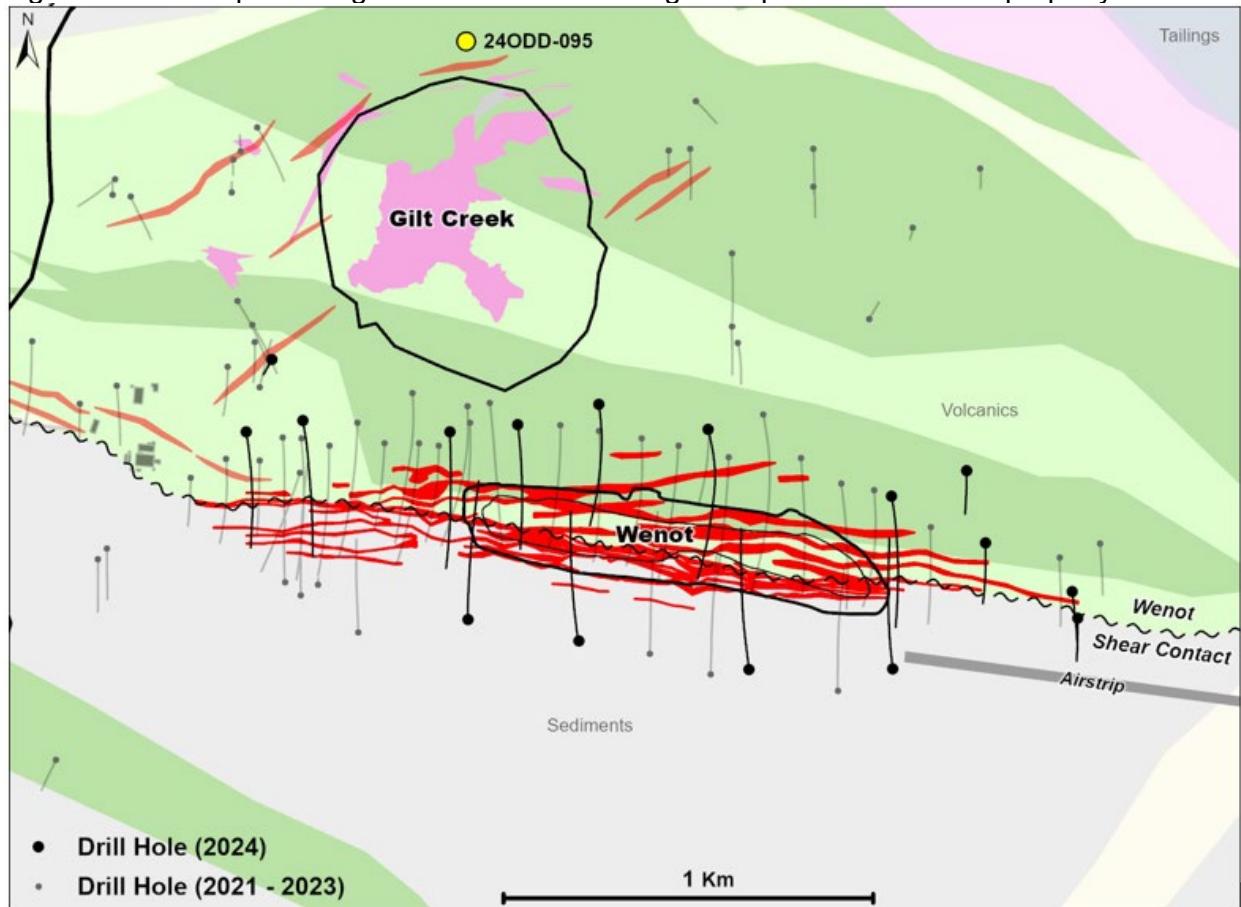 N
24ODD-095
Tailings
Gilt Creek
Volcanics
Wenot
Wenot
Shear Contact
Airstrip
Sediments
Drill Hole (2024)
Drill Hole (2021 - 2023)
1 Km